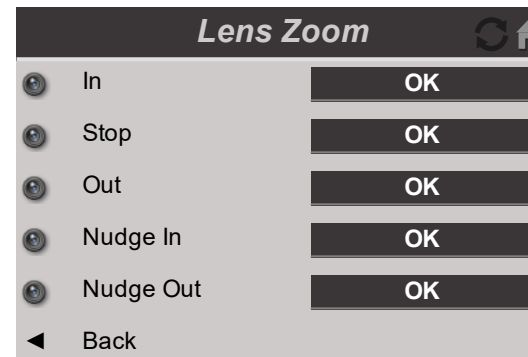 Lens Zoom
In OK
Stop OK
Out OK
Nudge In OK
Nudge Out OK
◄ Back